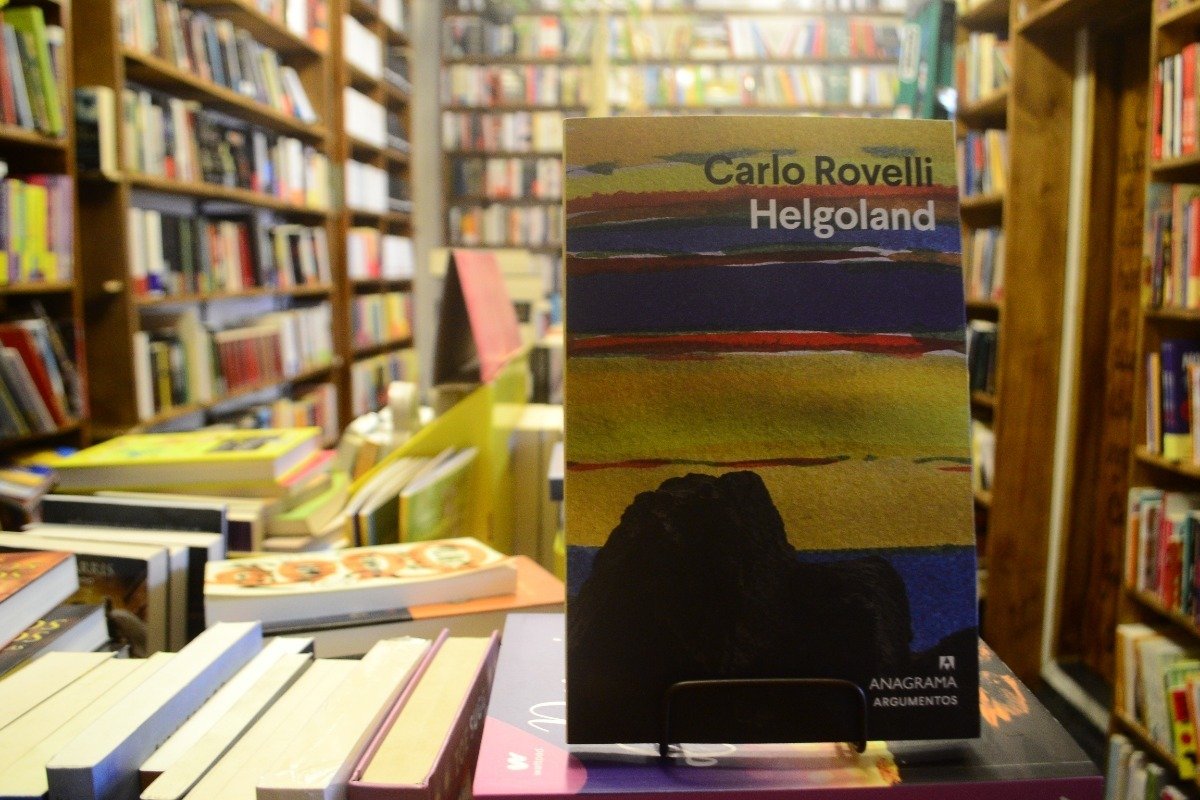 Carlo Rovelli
Helgoland
ANAGRAMA
ARGUMENTOS